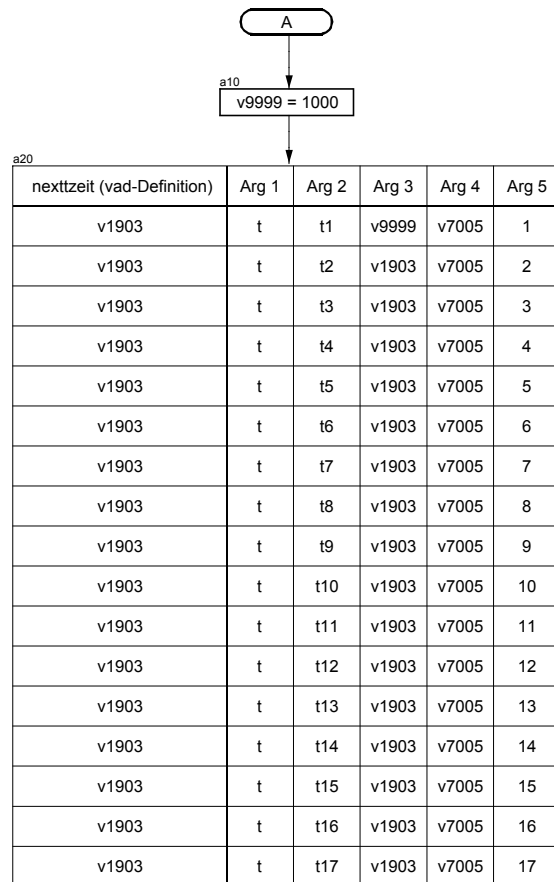 A
a10
v9999 = 1000
a20
nexttzeit (vad-Definition) Arg 1 Arg 2 Arg 3 Arg 4 Arg 5
v1903 t t1 v9999 v7005 1
v1903 t t2 v1903 v7005 2
v1903 t t3 v1903 v7005 3
v1903 t t4 v1903 v7005 4
v1903 t t5 v1903 v7005 5
v1903 t t6 v1903 v7005 6
v1903 t t7 v1903 v7005 7
v1903 t t8 v1903 v7005 8
v1903 t t9 v1903 v7005 9
v1903 t t10 v1903 v7005 10
v1903 t t11 v1903 v7005 11
v1903 t t12 v1903 v7005 12
v1903 t t13 v1903 v7005 13
v1903 t t14 v1903 v7005 14
v1903 t t15 v1903 v7005 15
v1903 t t16 v1903 v7005 16
v1903 t t17 v1903 v7005 17